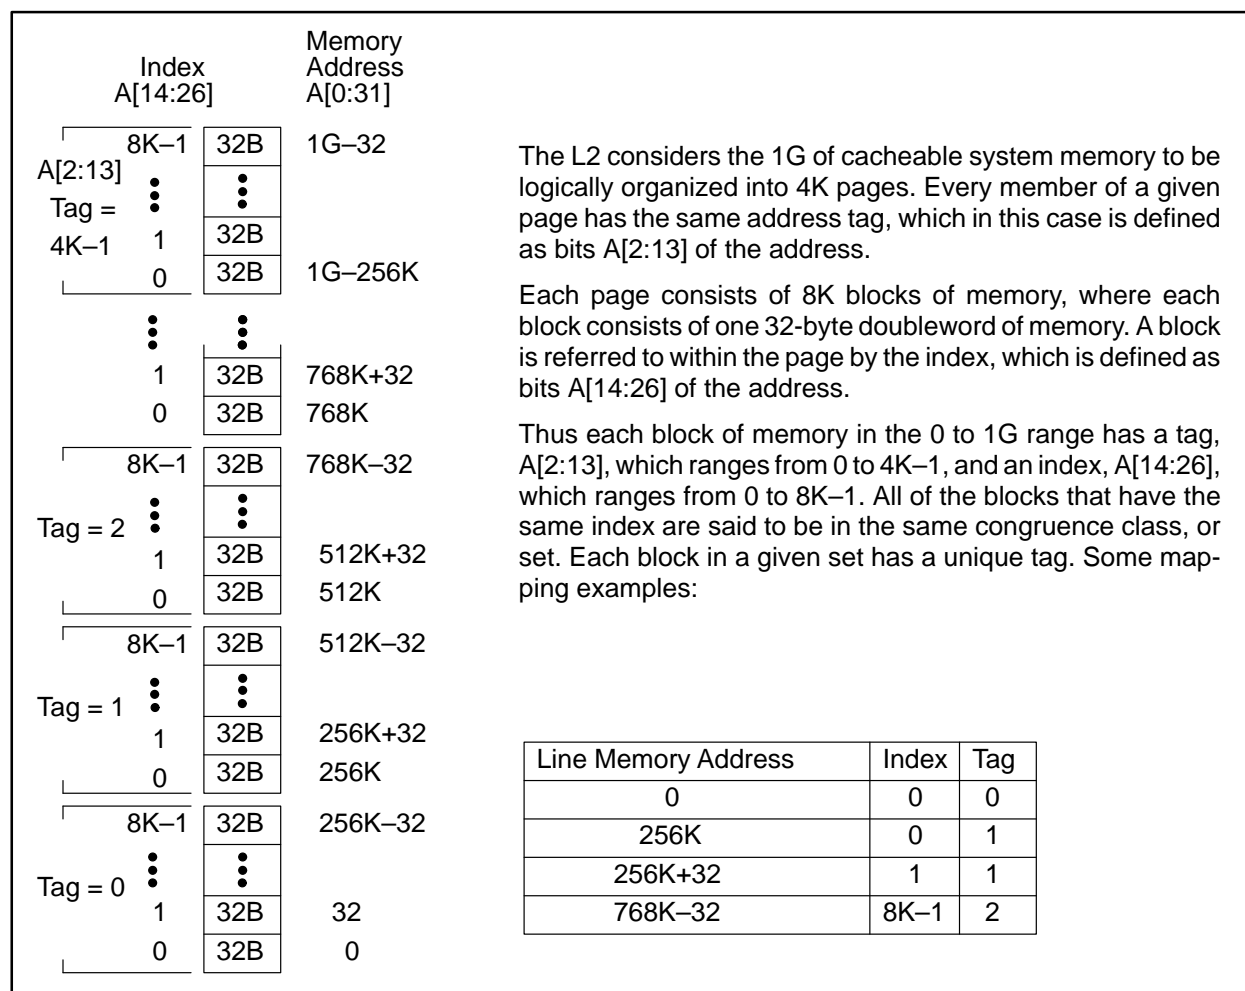 Index
A[14:26]
Memory
Address
A[0:31]
A[2:13]
Tag =
4K–1
8K–1 32B 1G–32
1 32B
0 32B 1G–256K
1 32B 768K+32
0 32B 768K
Tag = 2
8K–1 32B 768K–32
1 32B 512K+32
0 32B 512K
Tag = 1
8K–1 32B 512K–32
1 32B 256K+32
0 32B 256K
Tag = 0
8K–1 32B 256K–32
1 32B 32
0 32B 0
The L2 considers the 1G of cacheable system memory to be
logically organized into 4K pages. Every member of a given
page has the same address tag, which in this case is defined
as bits A[2:13] of the address.
Each page consists of 8K blocks of memory, where each
block consists of one 32-byte doubleword of memory. A block
is referred to within the page by the index, which is defined as
bits A[14:26] of the address.
Thus each block of memory in the 0 to 1G range has a tag,
A[2:13], which ranges from 0 to 4K–1, and an index, A[14:26],
which ranges from 0 to 8K–1. All of the blocks that have the
same index are said to be in the same congruence class, or
set. Each block in a given set has a unique tag. Some map-
ping examples:
Line Memory Address Index Tag
0 0 0
256K 0 1
256K+32 1 1
768K–32 8K–1 2